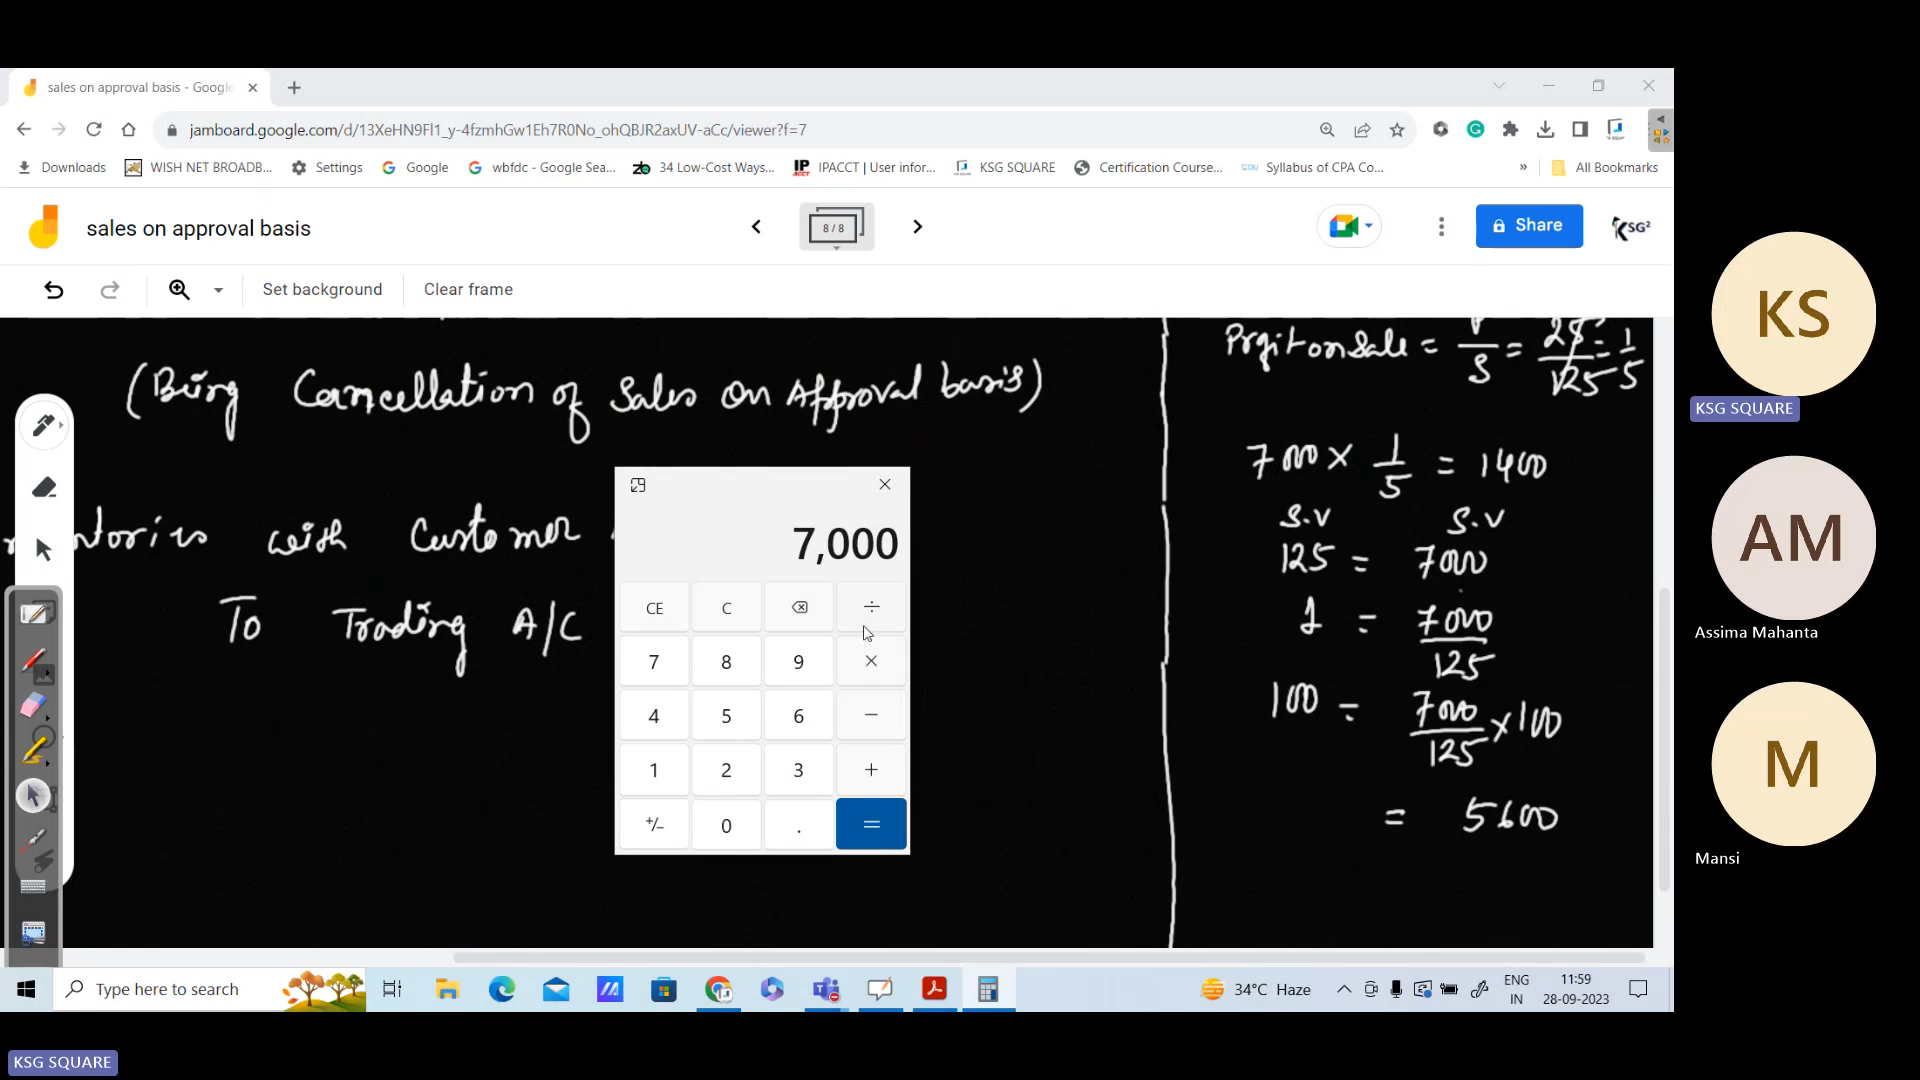 sales on approval basis - Google
jamboard.google.com/d/13XeHN9Fl1_y-4fzmhGw1Eh7R0No_ohQBJR2axUV-aCc/viewer?f=7
Downloads WISH NET BROADB... Settings Google wbfdc - Google Sea... 34 Low-Cost Ways... IPACCT | User infor... KSG SQUARE Certification Course... Syllabus of CPA Co... » All Bookmarks
sales on approval basis
8 / 8
Share
KSG²
Set background
Clear frame
(Being Cancellation of Sales On Approval basis)
ntories with Customer
To Trading A/C
Profit on Sale = P/S = 25/125 = 1/5
7000 × 1/5 = 1400
S.V S.V
125 = 7000
1 = 7000/125
100 = 7000/125 × 100
= 5600
7,000
CE C ÷
7 8 9 ×
4 5 6 −
1 2 3 +
+/− 0 . =
KS
KSG SQUARE
AM
Assima Mahanta
M
Mansi
Type here to search
34°C Haze
ENG
IN
11:59
28-09-2023
KSG SQUARE